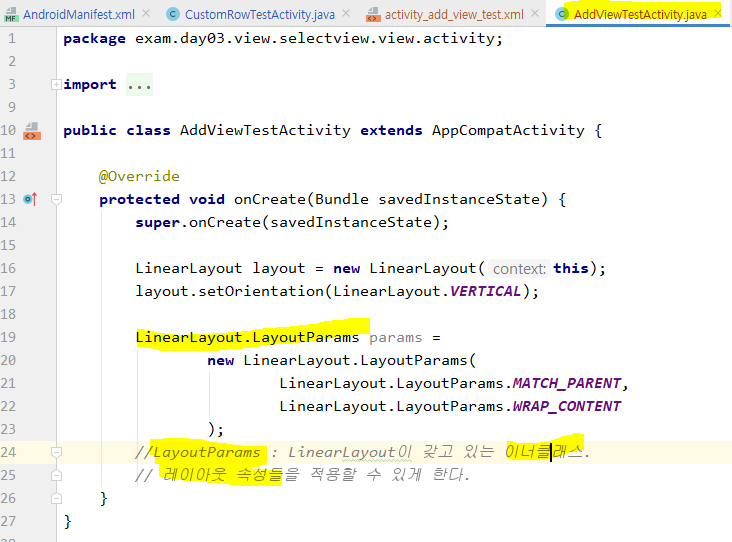 AndroidManifest.xml CustomRowTestActivity.java activity_add_view_test.xml AddViewTestActivity.java
1 package exam.day03.view.selectview.view.activity;
2
3 import ...
9
10 public class AddViewTestActivity extends AppCompatActivity {
11
12 @Override
13 protected void onCreate(Bundle savedInstanceState) {
14 super.onCreate(savedInstanceState);
15
16 LinearLayout layout = new LinearLayout( context: this);
17 layout.setOrientation(LinearLayout.VERTICAL);
18
19 LinearLayout.LayoutParams params =
20 new LinearLayout.LayoutParams(
21 LinearLayout.LayoutParams.MATCH_PARENT,
22 LinearLayout.LayoutParams.WRAP_CONTENT
23 );
24 //LayoutParams : LinearLayout이 갖고 있는 이너클래스.
25 // 레이아웃 속성들을 적용할 수 있게 한다.
26 }
27 }
28